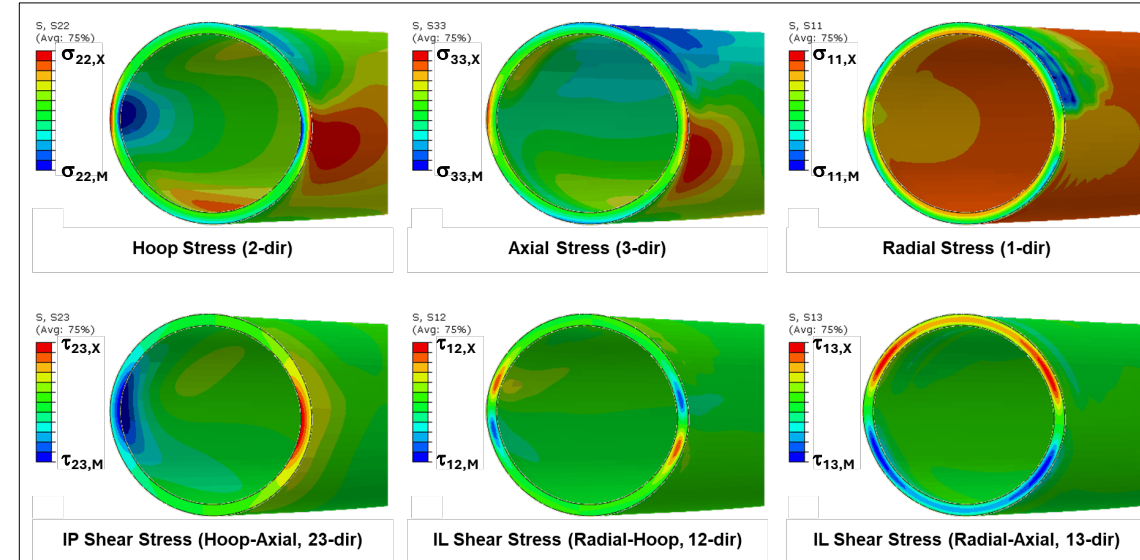 S, S22
(Avg: 75%)
σ22,X
σ22,M
Hoop Stress (2-dir)
S, S33
(Avg: 75%)
σ33,X
σ33,M
Axial Stress (3-dir)
S, S11
(Avg: 75%)
σ11,X
σ11,M
Radial Stress (1-dir)
S, S23
(Avg: 75%)
τ23,X
τ23,M
IP Shear Stress (Hoop-Axial, 23-dir)
S, S12
(Avg: 75%)
τ12,X
τ12,M
IL Shear Stress (Radial-Hoop, 12-dir)
S, S13
(Avg: 75%)
τ13,X
τ13,M
IL Shear Stress (Radial-Axial, 13-dir)